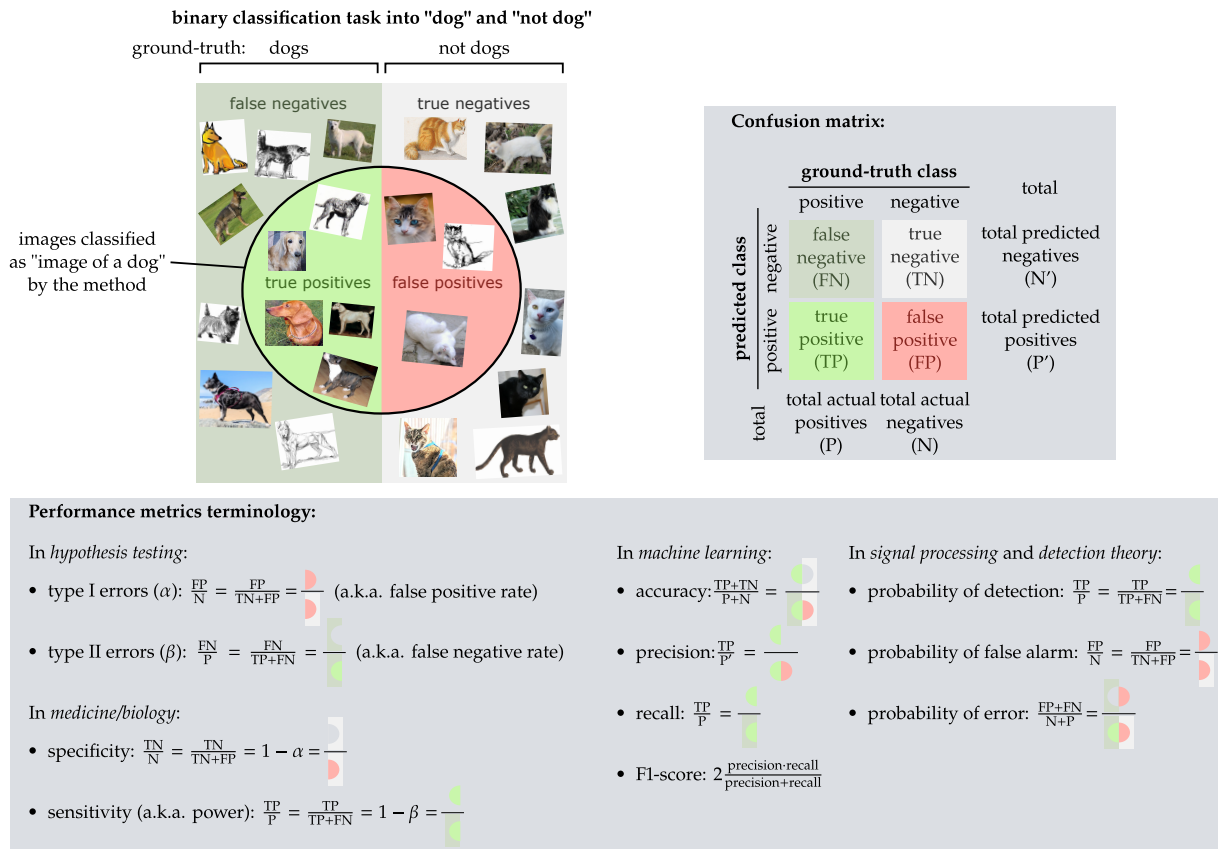 binary classification task into "dog" and "not dog"
ground-truth: dogs not dogs
false negatives true negatives
images classified
as "image of a dog"
by the method
true positives false positives
Confusion matrix:
ground-truth class
positive negative total
predicted class
negative
false negative (FN)
true negative (TN)
total predicted negatives (N’)
positive
true positive (TP)
false positive (FP)
total predicted positives (P’)
total
total actual positives (P)
total actual negatives (N)
Performance metrics terminology:
In hypothesis testing:
• type I errors (α): FP/N = FP/TN+FP = (a.k.a. false positive rate)
• type II errors (β): FN/P = FN/TP+FN = (a.k.a. false negative rate)
In medicine/biology:
• specificity: TN/N = TN/TN+FP = 1 − α =
• sensitivity (a.k.a. power): TP/P = TP/TP+FN = 1 − β =
In machine learning:
• accuracy: TP+TN/P+N =
• precision: TP/P’ =
• recall: TP/P =
• F1-score: 2 precision·recall/precision+recall
In signal processing and detection theory:
• probability of detection: TP/P = TP/TP+FN =
• probability of false alarm: FP/N = FP/TN+FP =
• probability of error: FP+FN/N+P =